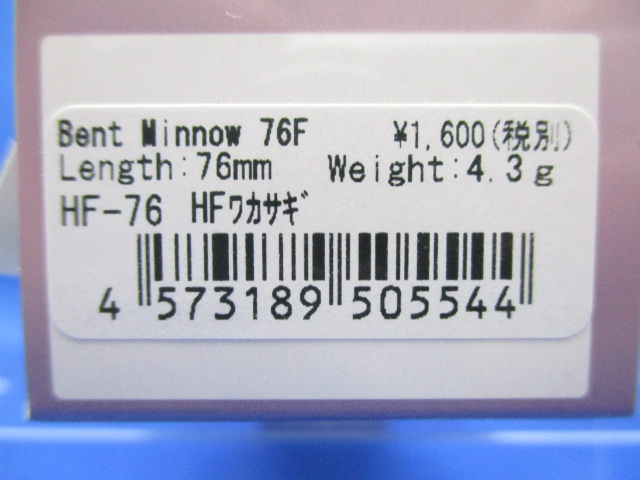 Bent Minnow 76F ¥1,600(税別)
Length:76mm Weight:4.3g
HF-76 HFワカサギ
4 573189 505544